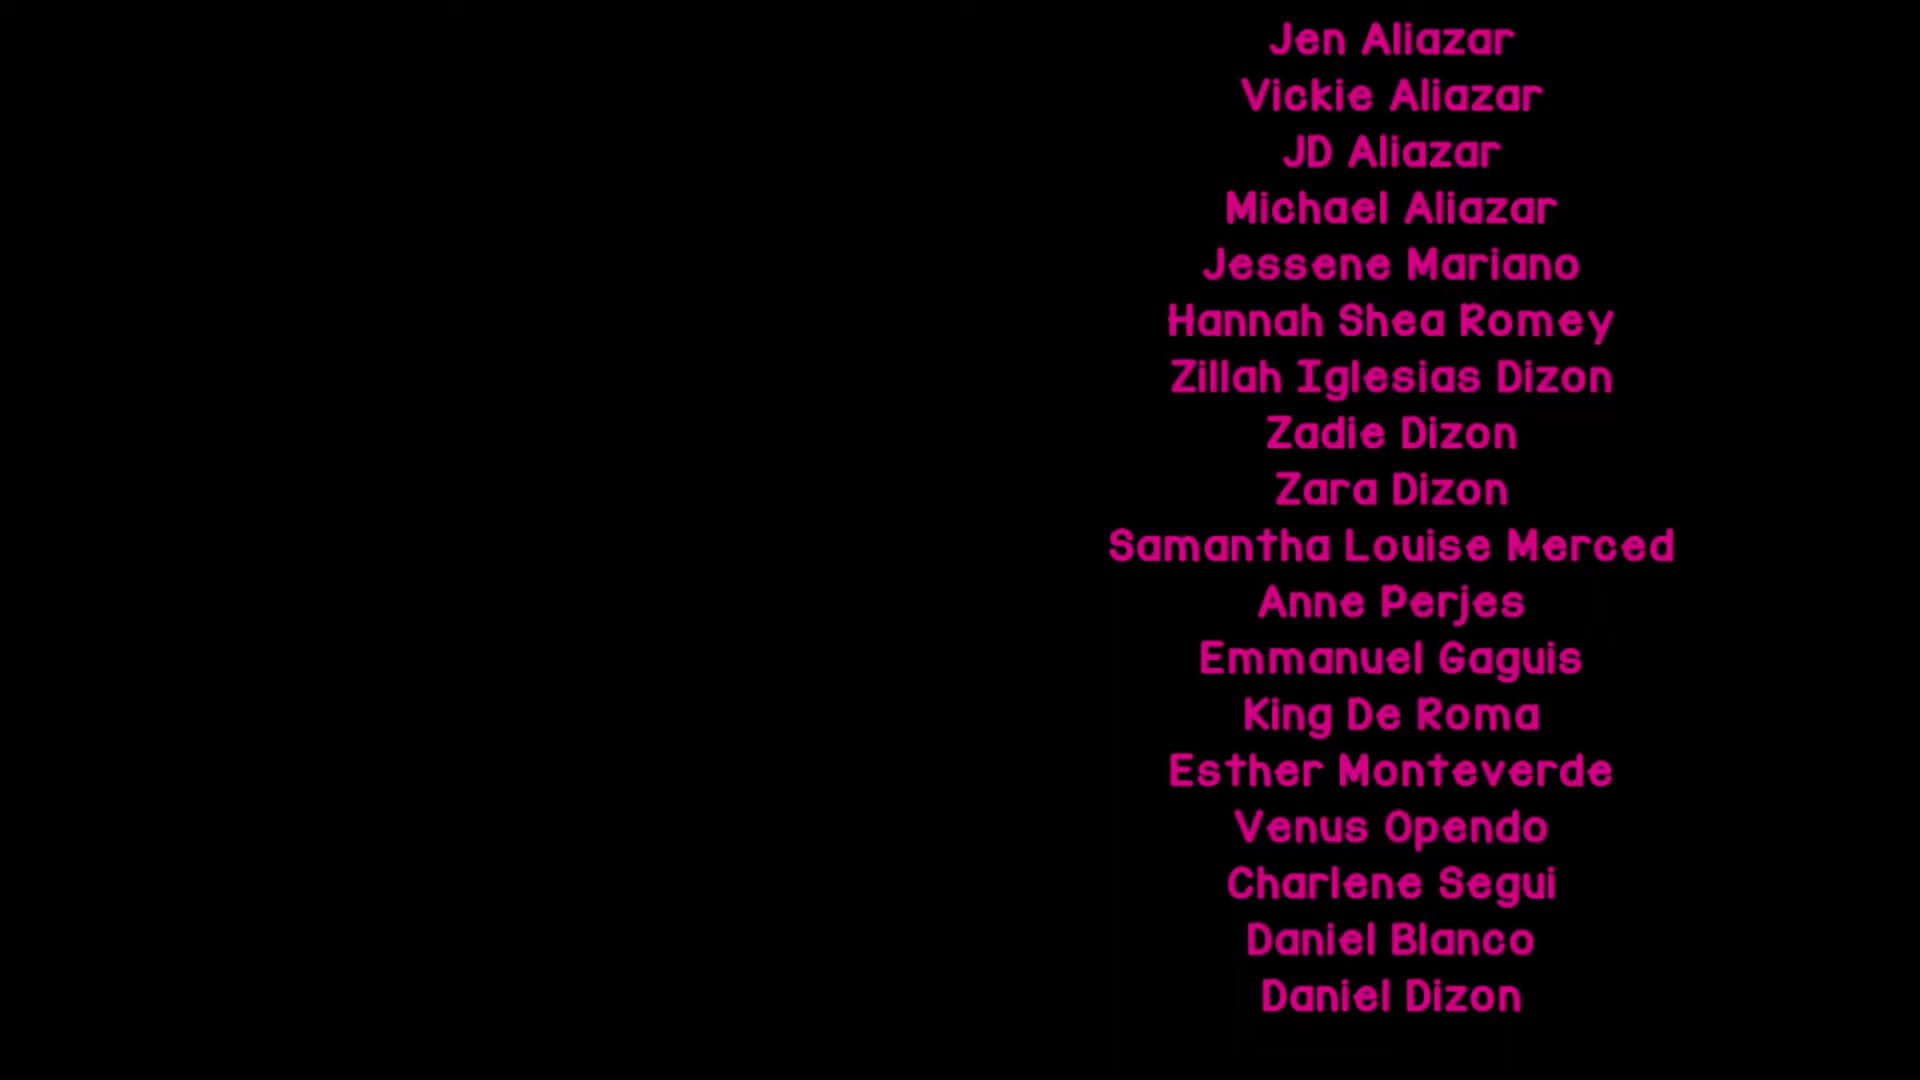 Jen Aliazar
Vickie Aliazar
JD Aliazar
Michael Aliazar
Jessene Mariano
Hannah Shea Romey
Zillah Iglesias Dizon
Zadie Dizon
Zara Dizon
Samantha Louise Merced
Anne Perjes
Emmanuel Gaguis
King De Roma
Esther Monteverde
Venus Opendo
Charlene Segui
Daniel Blanco
Daniel Dizon